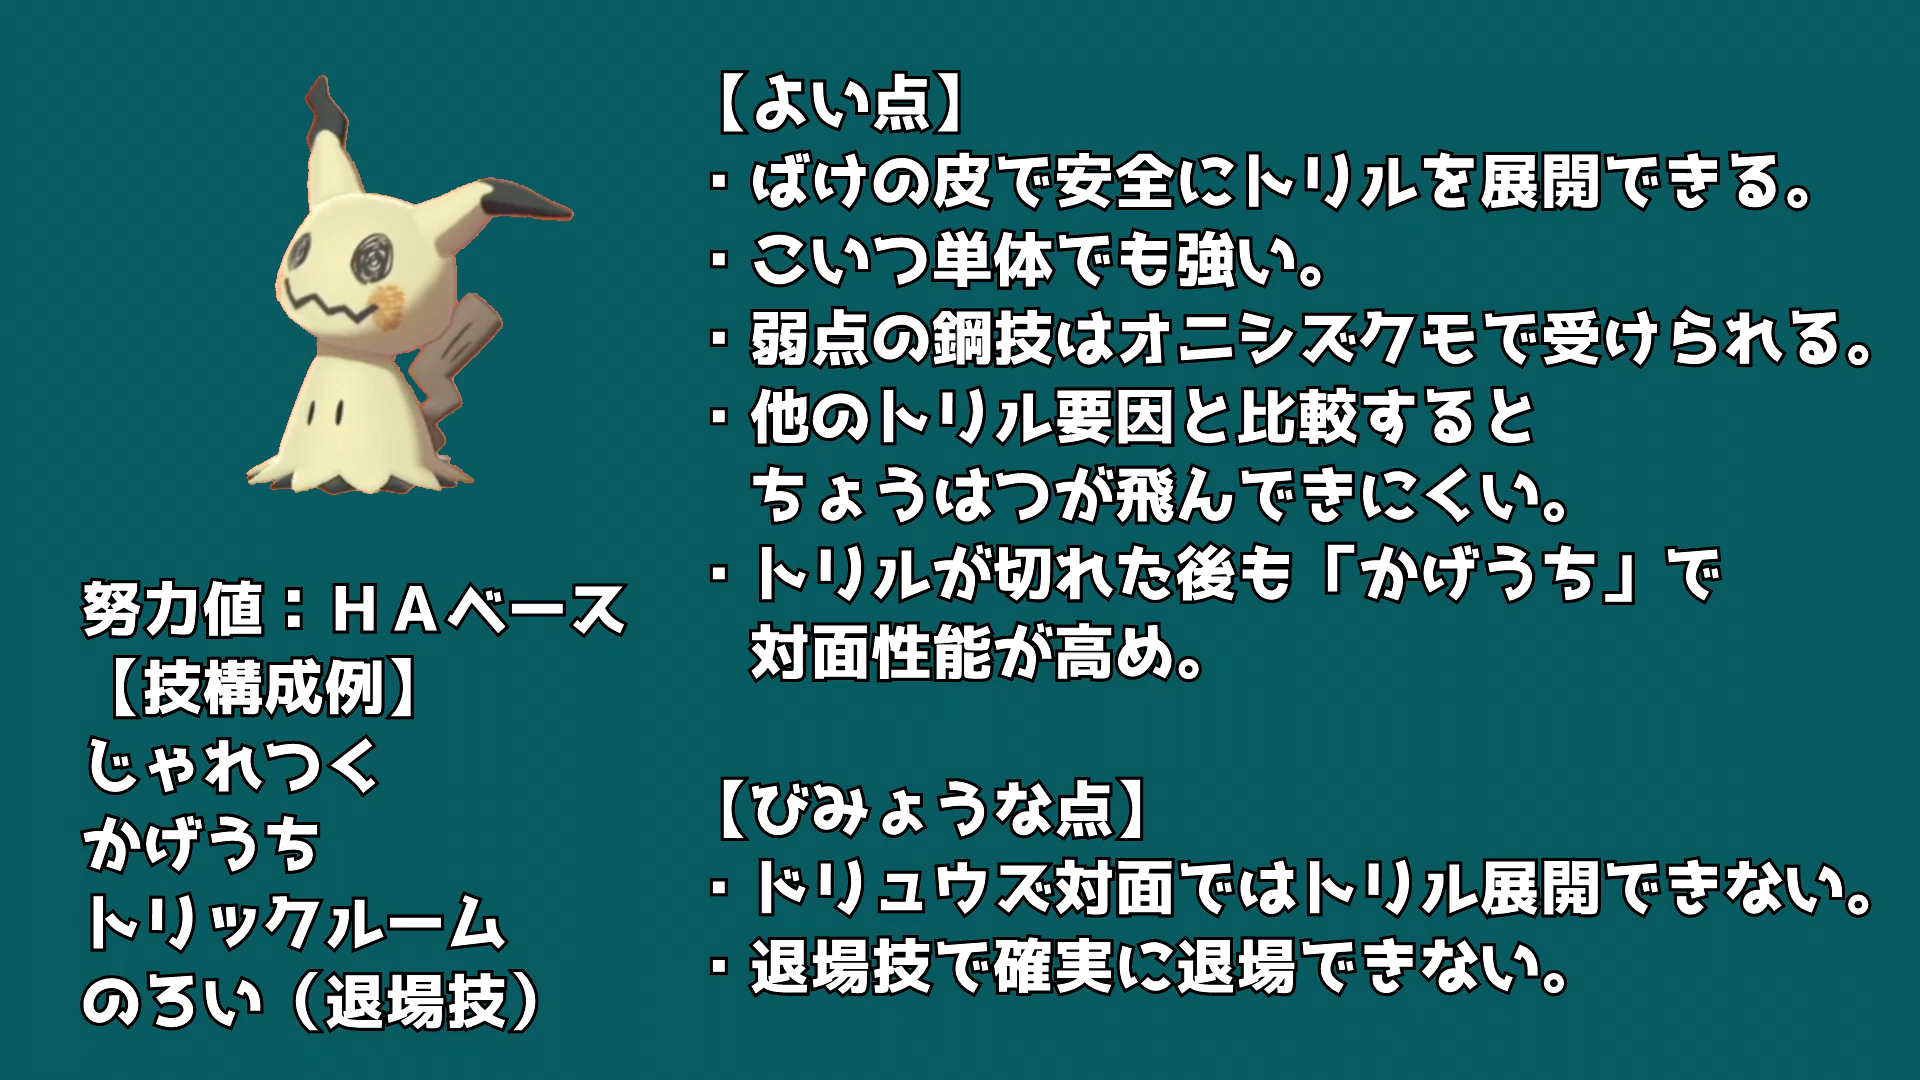 努力値：ＨＡベース
【技構成例】
じゃれつく
かげうち
トリックルーム
のろい（退場技）
【よい点】
・ばけの皮で安全にトリルを展開できる。
・こいつ単体でも強い。
・弱点の鋼技はオニシズクモで受けられる。
・他のトリル要因と比較すると
ちょうはつが飛んできにくい。
・トリルが切れた後も「かげうち」で
対面性能が高め。
【びみょうな点】
・ドリュウズ対面ではトリル展開できない。
・退場技で確実に退場できない。